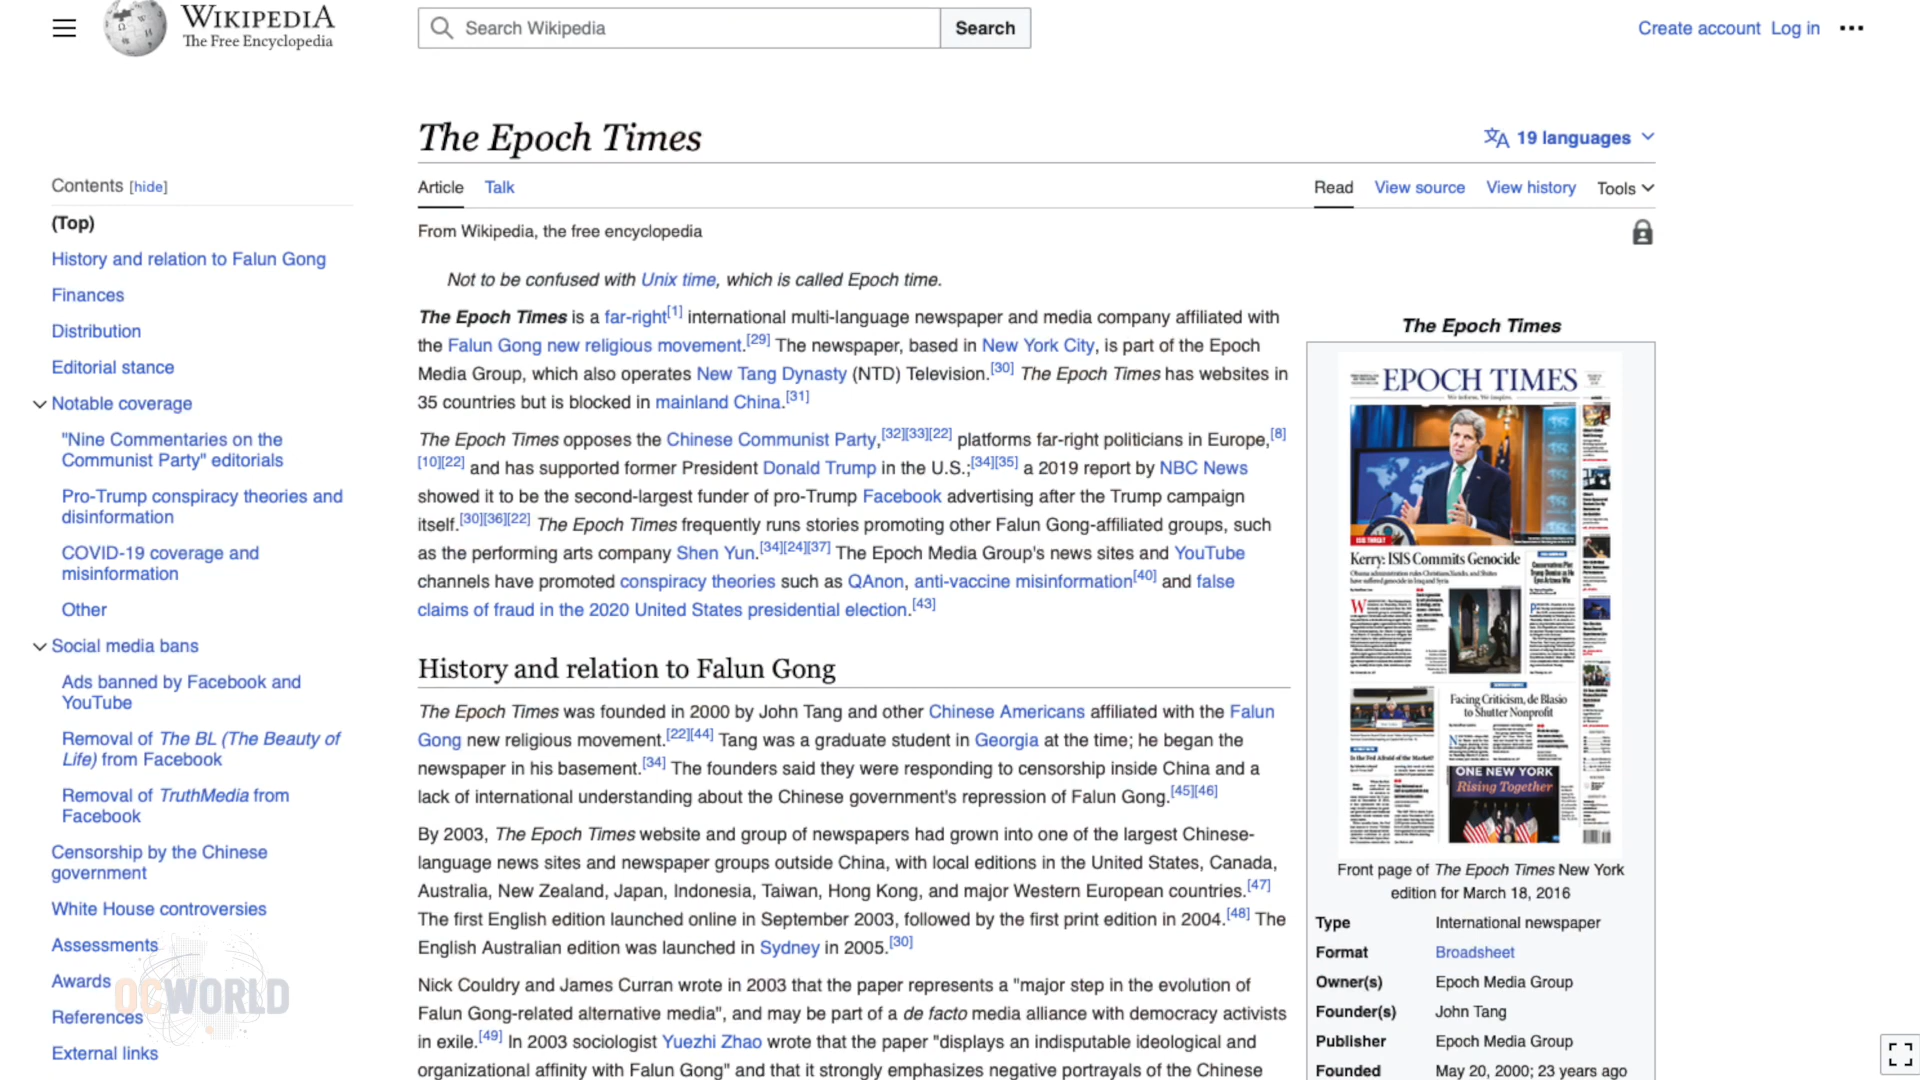 WIKIPEDIA
The Free Encyclopedia
Search Wikipedia
Search
Create account Log in
The Epoch Times
19 languages
Contents [hide]
(Top)
History and relation to Falun Gong
Finances
Distribution
Editorial stance
Notable coverage
"Nine Commentaries on the
Communist Party" editorials
Pro-Trump conspiracy theories and
disinformation
COVID-19 coverage and
misinformation
Other
Social media bans
Ads banned by Facebook and
YouTube
Removal of The BL (The Beauty of
Life) from Facebook
Removal of TruthMedia from
Facebook
Censorship by the Chinese
government
White House controversies
Assessments
Awards
References
External links
OCWORLD
Article Talk
Read View source View history Tools
From Wikipedia, the free encyclopedia
Not to be confused with Unix time, which is called Epoch time.
The Epoch Times is a far-right[1] international multi-language newspaper and media company affiliated with
the Falun Gong new religious movement.[29] The newspaper, based in New York City, is part of the Epoch
Media Group, which also operates New Tang Dynasty (NTD) Television.[30] The Epoch Times has websites in
35 countries but is blocked in mainland China.[31]
The Epoch Times opposes the Chinese Communist Party,[32][33][22] platforms far-right politicians in Europe,[8]
[10][22] and has supported former President Donald Trump in the U.S.;[34][35] a 2019 report by NBC News
showed it to be the second-largest funder of pro-Trump Facebook advertising after the Trump campaign
itself.[30][36][22] The Epoch Times frequently runs stories promoting other Falun Gong-affiliated groups, such
as the performing arts company Shen Yun.[34][24][37] The Epoch Media Group's news sites and YouTube
channels have promoted conspiracy theories such as QAnon, anti-vaccine misinformation[40] and false
claims of fraud in the 2020 United States presidential election.[43]
History and relation to Falun Gong
The Epoch Times was founded in 2000 by John Tang and other Chinese Americans affiliated with the Falun
Gong new religious movement.[22][44] Tang was a graduate student in Georgia at the time; he began the
newspaper in his basement.[34] The founders said they were responding to censorship inside China and a
lack of international understanding about the Chinese government's repression of Falun Gong.[45][46]
By 2003, The Epoch Times website and group of newspapers had grown into one of the largest Chinese-
language news sites and newspaper groups outside China, with local editions in the United States, Canada,
Australia, New Zealand, Japan, Indonesia, Taiwan, Hong Kong, and major Western European countries.[47]
The first English edition launched online in September 2003, followed by the first print edition in 2004.[48] The
English Australian edition was launched in Sydney in 2005.[30]
Nick Couldry and James Curran wrote in 2003 that the paper represents a "major step in the evolution of
Falun Gong-related alternative media", and may be part of a de facto media alliance with democracy activists
in exile.[49] In 2003 sociologist Yuezhi Zhao wrote that the paper "displays an indisputable ideological and
organizational affinity with Falun Gong" and that it strongly emphasizes negative portrayals of the Chinese
The Epoch Times
EPOCH TIMES
ISIS THREAT
Kerry: ISIS Commits Genocide
Facing Criticism, de Blasio
to Shutter Nonprofit
Is the Fed Afraid of the Market?
ONE NEW YORK
Rising Together
Front page of The Epoch Times New York
edition for March 18, 2016
Type International newspaper
Format Broadsheet
Owner(s) Epoch Media Group
Founder(s) John Tang
Publisher Epoch Media Group
Founded May 20, 2000; 23 years ago